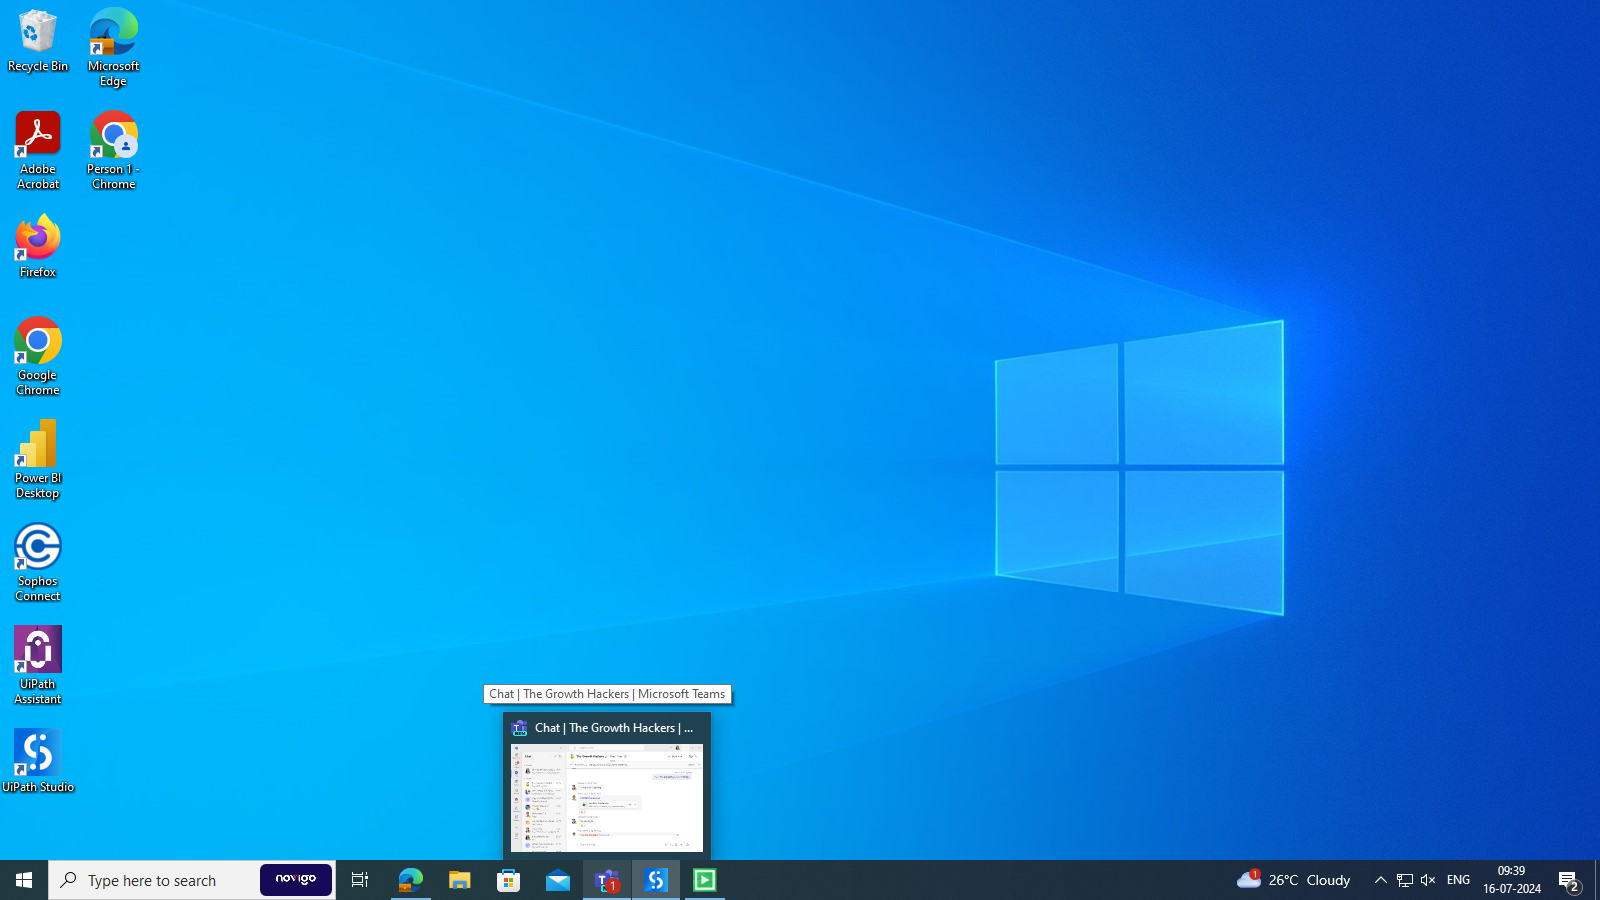 Recycle Bin
Microsoft
Edge
Adobe
Acrobat
Person 1 -
Chrome
Firefox
Google
Chrome
Power BI
Desktop
Sophos
Connect
UiPath
Assistant
UiPath Studio
Chat | The Growth Hackers | Microsoft Teams
Chat | The Growth Hackers | ...
Type here to search
novigo
1
1
26°C Cloudy
ENG
09:39
16-07-2024
2